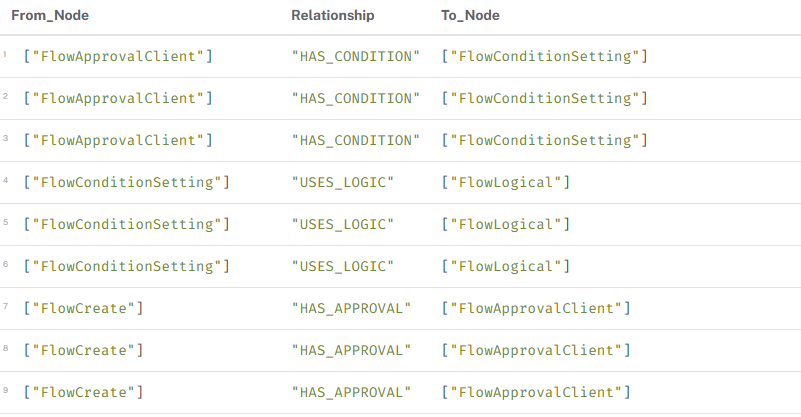 From_Node Relationship To_Node
1 ["FlowApprovalClient"] "HAS_CONDITION" ["FlowConditionSetting"]
2 ["FlowApprovalClient"] "HAS_CONDITION" ["FlowConditionSetting"]
3 ["FlowApprovalClient"] "HAS_CONDITION" ["FlowConditionSetting"]
4 ["FlowConditionSetting"] "USES_LOGIC" ["FlowLogical"]
5 ["FlowConditionSetting"] "USES_LOGIC" ["FlowLogical"]
6 ["FlowConditionSetting"] "USES_LOGIC" ["FlowLogical"]
7 ["FlowCreate"] "HAS_APPROVAL" ["FlowApprovalClient"]
8 ["FlowCreate"] "HAS_APPROVAL" ["FlowApprovalClient"]
9 ["FlowCreate"] "HAS_APPROVAL" ["FlowApprovalClient"]